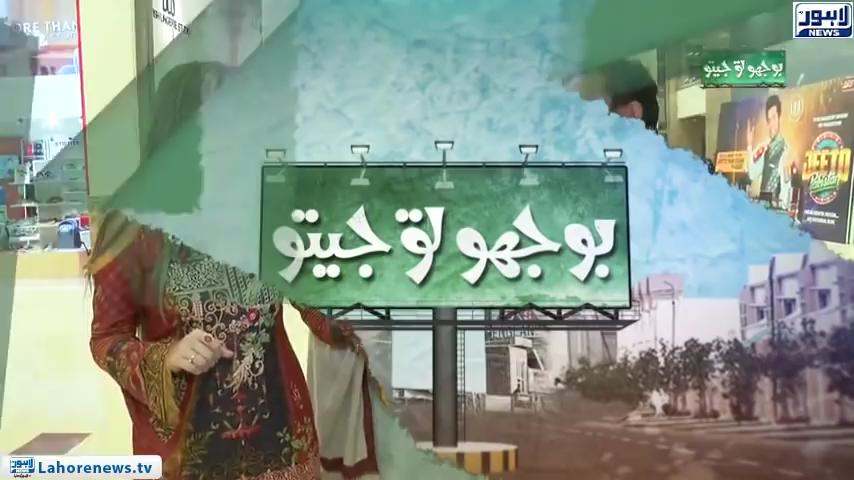 لاہور
NEWS
بوجھو تو جیتو
بوجھو تو جیتو
JEETO
Pakistan
Lahorenews.tv